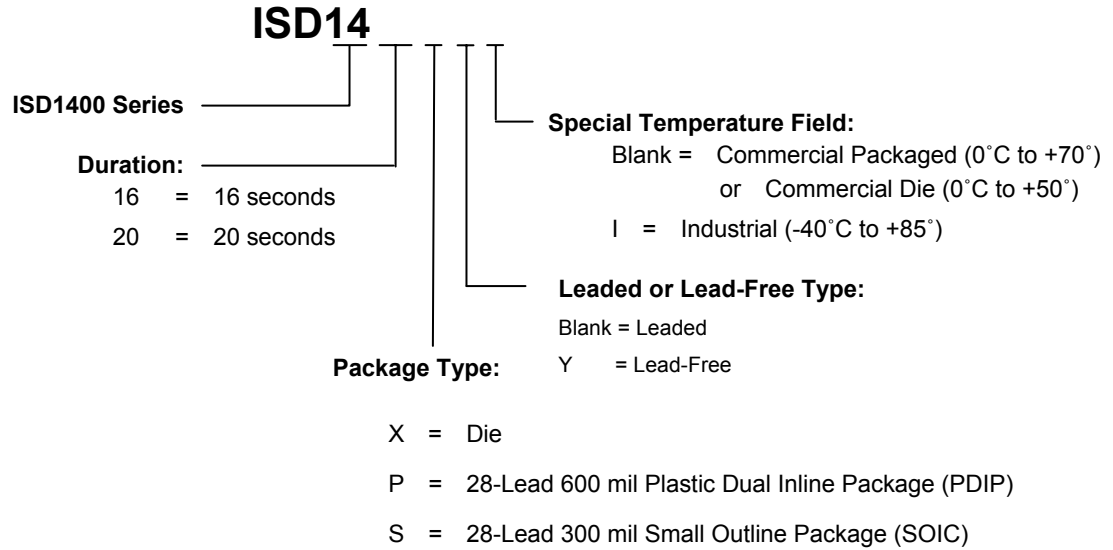 ISD14
ISD1400 Series
Duration:
16 = 16 seconds
20 = 20 seconds
Special Temperature Field:
Blank = Commercial Packaged (0˚C to +70˚)
or Commercial Die (0˚C to +50˚)
I = Industrial (-40˚C to +85˚)
Leaded or Lead-Free Type:
Blank = Leaded
Y = Lead-Free
Package Type:
X = Die
P = 28-Lead 600 mil Plastic Dual Inline Package (PDIP)
S = 28-Lead 300 mil Small Outline Package (SOIC)